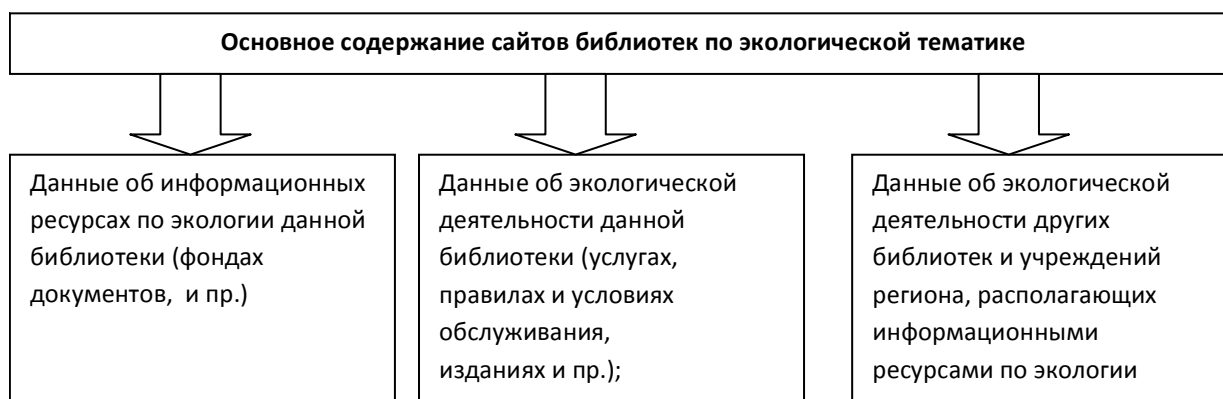 Основное содержание сайтов библиотек по экологической тематике
Данные об информационных
ресурсах по экологии данной
библиотеки (фондах
документов, и пр.)
Данные об экологической
деятельности данной
библиотеки (услугах,
правилах и условиях
обслуживания,
изданиях и пр.);
Данные об экологической
деятельности других
библиотек и учреждений
региона, располагающих
информационными
ресурсами по экологии